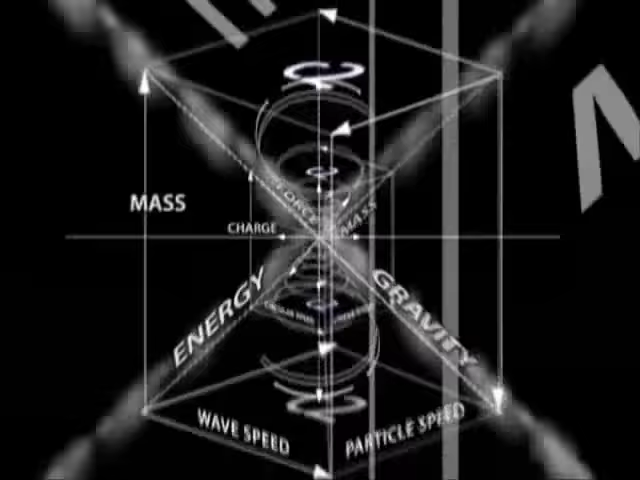 C
MASS
FORCE
MASS
CHARGE
ENERGY
GRAVITY
WAVE SPEED
PARTICLE SPEED